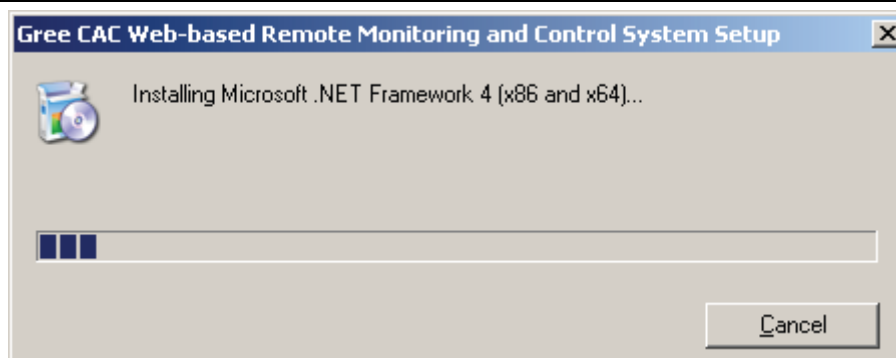 Gree CAC Web-based Remote Monitoring and Control System Setup
Installing Microsoft .NET Framework 4 (x86 and x64)...
Cancel